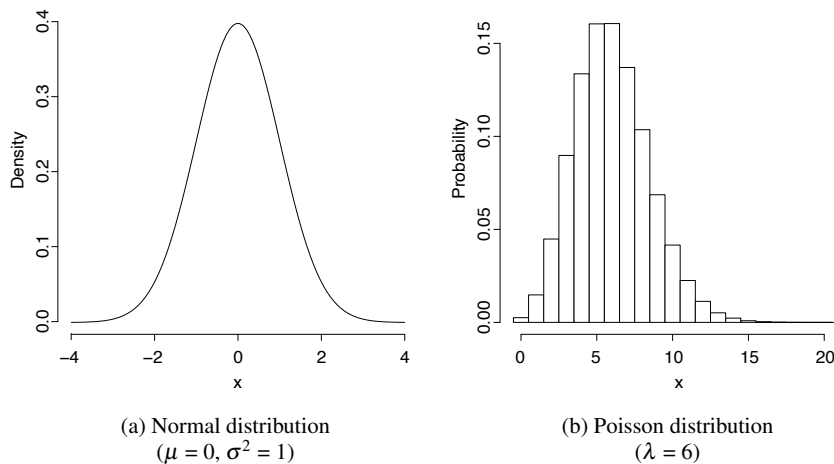 0.4
0.3
0.2
0.1
0.0
Density
−4
−2
0
2
4
x
(a) Normal distribution
(μ = 0, σ² = 1)
0.15
0.10
0.05
0.00
Probability
0
5
10
15
20
x
(b) Poisson distribution
(λ = 6)